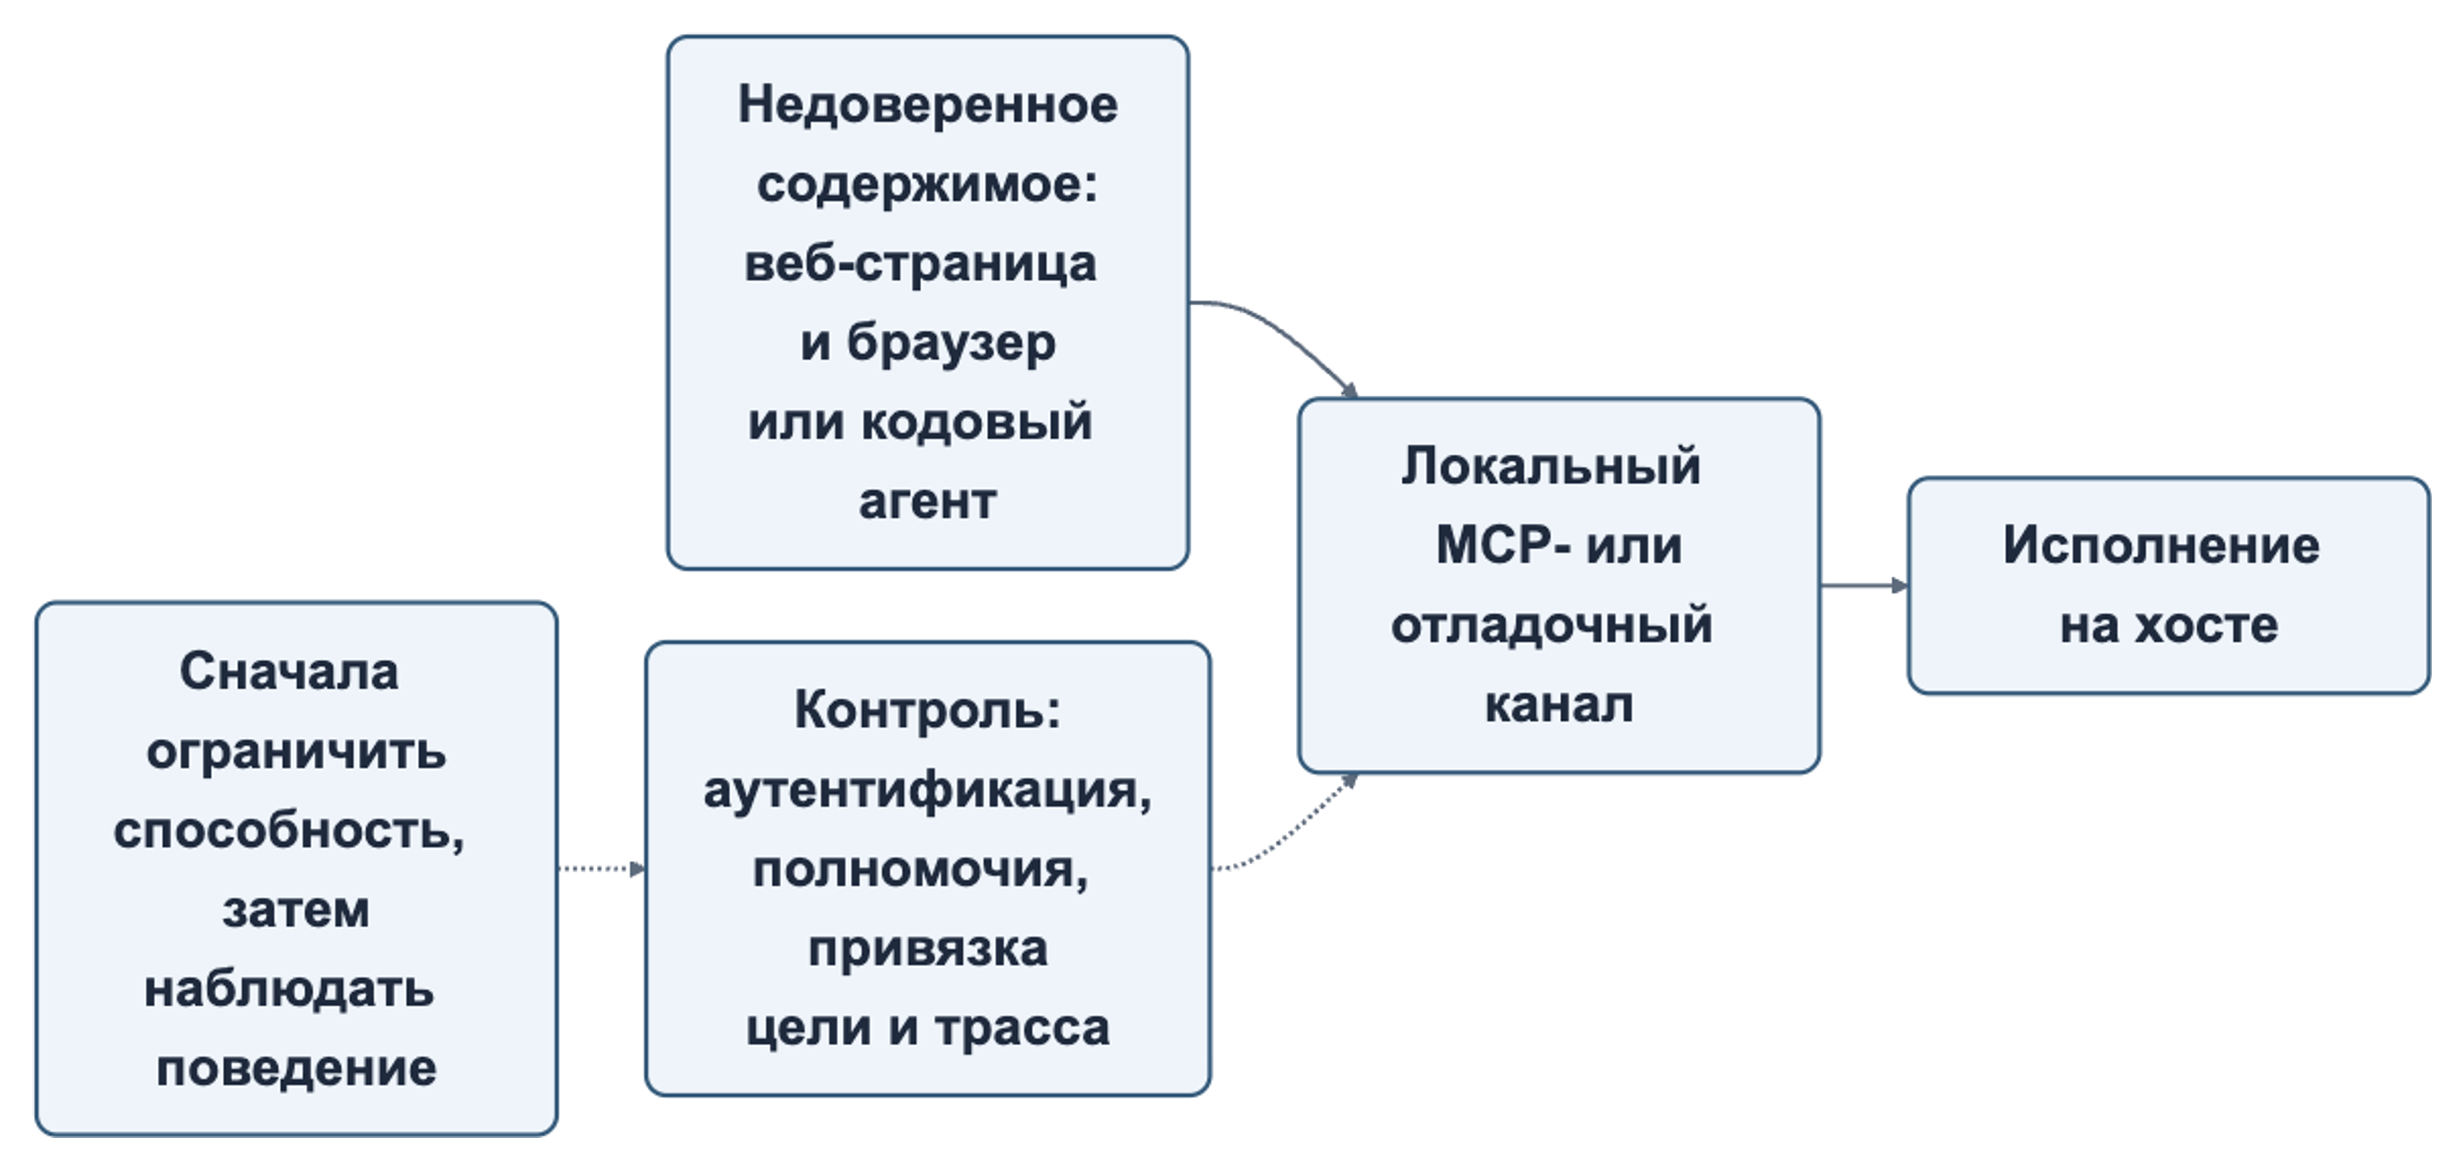 Недоверенное
содержимое:
веб-страница
и браузер
или кодовый
агент
Сначала
ограничить
способность,
затем
наблюдать
поведение
Контроль:
аутентификация,
полномочия,
привязка
цели и трасса
Локальный
MCP- или
отладочный
канал
Исполнение
на хосте